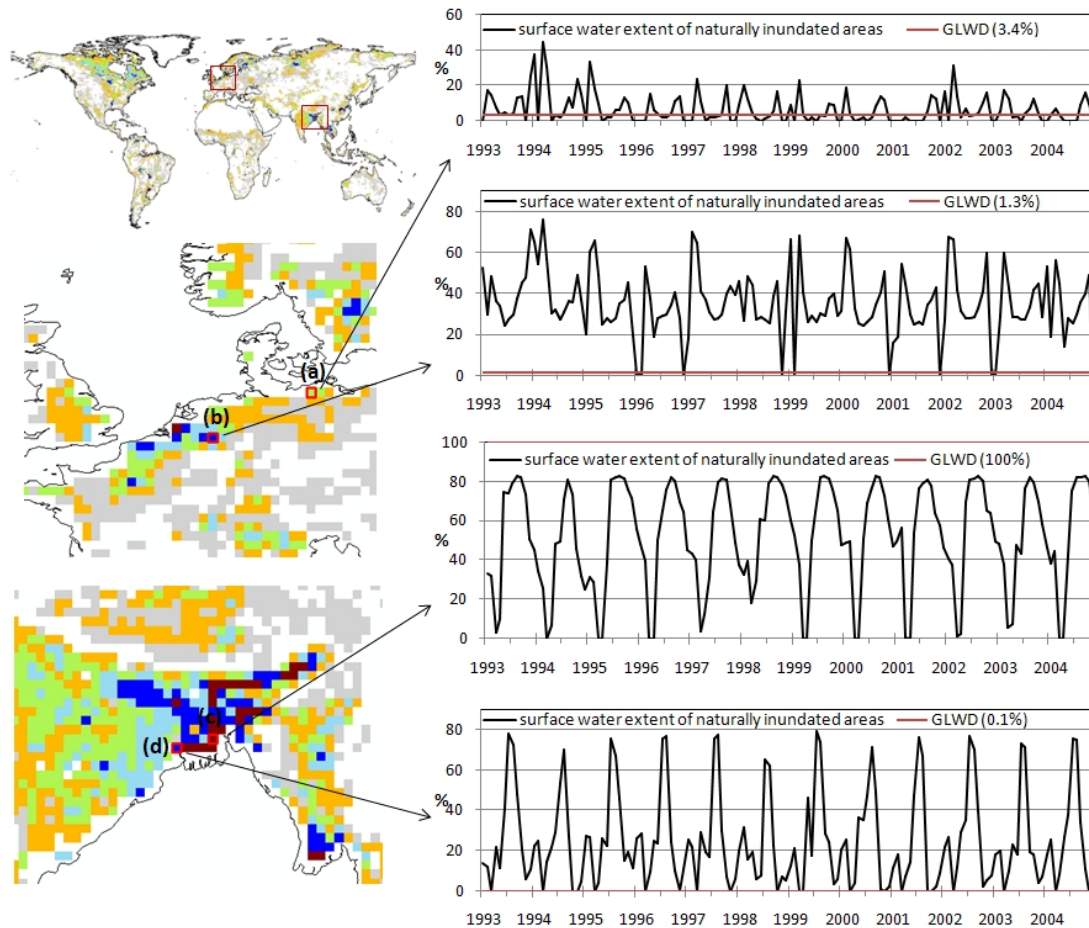 surface water extent of naturally inundated areas GLWD (3.4%)
60
40
%
20
0
1993 1994 1995 1996 1997 1998 1999 2000 2001 2002 2003 2004
surface water extent of naturally inundated areas GLWD (1.3%)
80
60
%
40
20
0
1993 1994 1995 1996 1997 1998 1999 2000 2001 2002 2003 2004
(a)
(b)
surface water extent of naturally inundated areas GLWD (100%)
100
80
60
%
40
20
0
1993 1994 1995 1996 1997 1998 1999 2000 2001 2002 2003 2004
(c)
(d)
surface water extent of naturally inundated areas GLWD (0.1%)
80
%
60
40
20
0
1993 1994 1995 1996 1997 1998 1999 2000 2001 2002 2003 2004